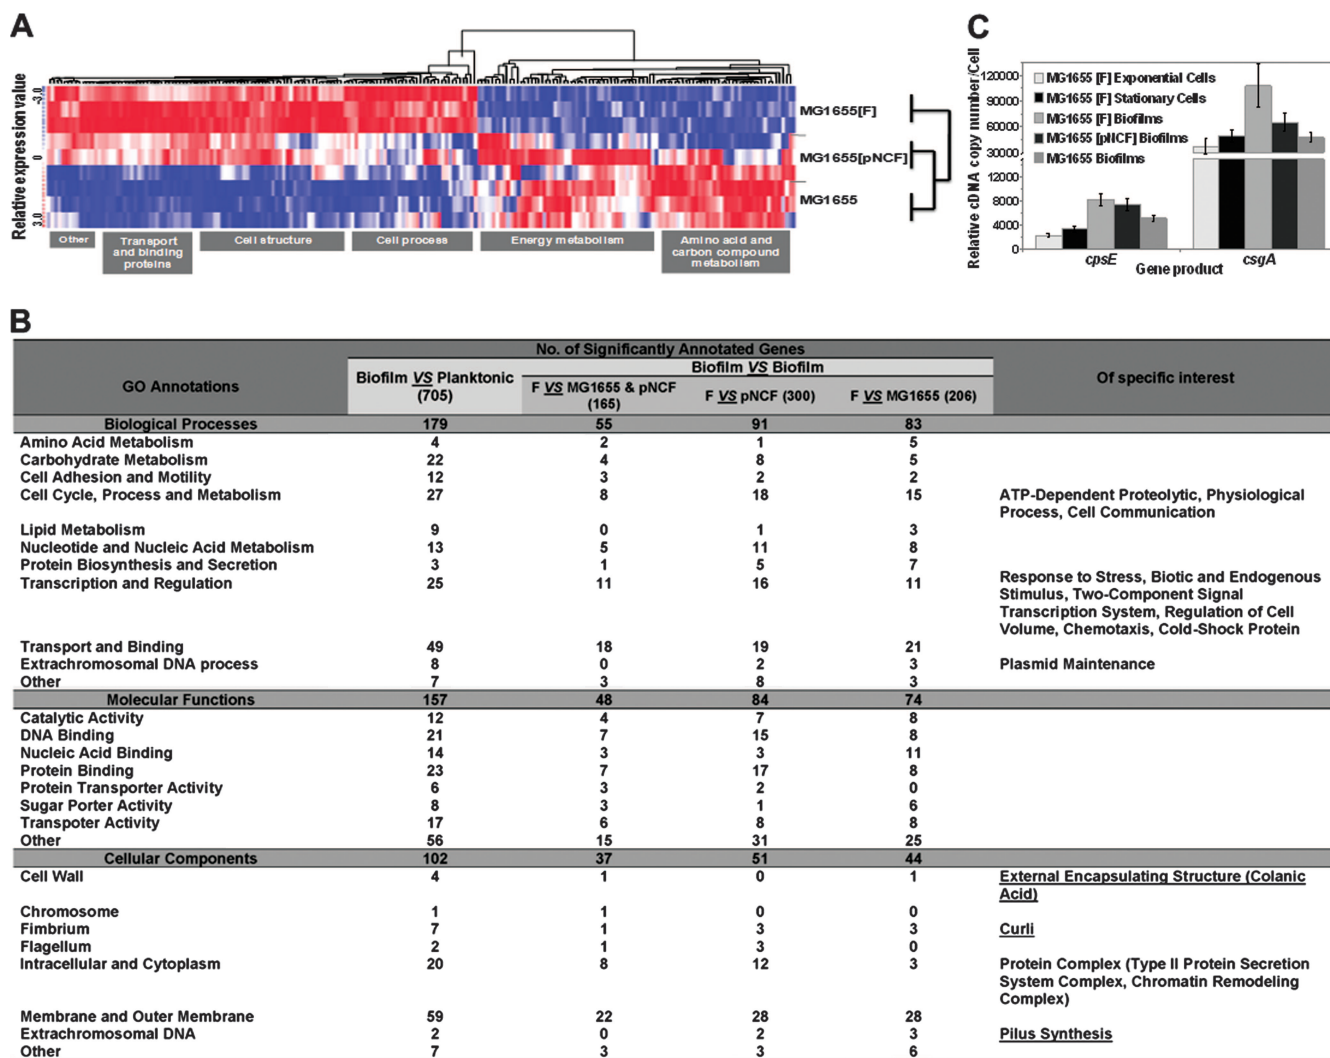 A
Relative expression value
-3.0
0
3.0
MG1655[F]
MG1655[pNCF]
MG1655
Other
Transport
and binding
proteins
Cell structure
Cell process
Energy metabolism
Amino acid and
carbon compound
metabolism
C
Relative cDNA copy number/Cell
120000
90000
60000
30000
12000
8000
4000
0
MG1655 [F] Exponential Cells
MG1655 [F] Stationary Cells
MG1655 [F] Biofilms
MG1655 [pNCF] Biofilms
MG1655 Biofilms
cpsE
csgA
Gene product
B
GO Annotations
No. of Significantly Annotated Genes
Biofilm VS Planktonic
(705)
Biofilm VS Biofilm
F VS MG1655 & pNCF
(165)
F VS pNCF (300)
F VS MG1655 (206)
Of specific interest
Biological Processes 179 55 91 83
Amino Acid Metabolism 4 2 1 5
Carbohydrate Metabolism 22 4 8 5
Cell Adhesion and Motility 12 3 2 2
Cell Cycle, Process and Metabolism 27 8 18 15 ATP-Dependent Proteolytic, Physiological
Process, Cell Communication
Lipid Metabolism 9 0 1 3
Nucleotide and Nucleic Acid Metabolism 13 5 11 8
Protein Biosynthesis and Secretion 3 1 5 7
Transcription and Regulation 25 11 16 11 Response to Stress, Biotic and Endogenous
Stimulus, Two-Component Signal
Transcription System, Regulation of Cell
Volume, Chemotaxis, Cold-Shock Protein
Transport and Binding 49 18 19 21
Extrachromosomal DNA process 8 0 2 3 Plasmid Maintenance
Other 7 3 8 3
Molecular Functions 157 48 84 74
Catalytic Activity 12 4 7 8
DNA Binding 21 7 15 8
Nucleic Acid Binding 14 3 3 11
Protein Binding 23 7 17 8
Protein Transporter Activity 6 3 2 0
Sugar Porter Activity 8 3 1 6
Transpoter Activity 17 6 8 8
Other 56 15 31 25
Cellular Components 102 37 51 44
Cell Wall 4 1 0 1 External Encapsulating Structure (Colanic
Acid)
Chromosome 1 1 0 0
Fimbrium 7 1 3 3 Curli
Flagellum 2 1 3 0
Intracellular and Cytoplasm 20 8 12 3 Protein Complex (Type II Protein Secretion
System Complex, Chromatin Remodeling
Complex)
Membrane and Outer Membrane 59 22 28 28
Extrachromosomal DNA 2 0 2 3 Pilus Synthesis
Other 7 3 3 6